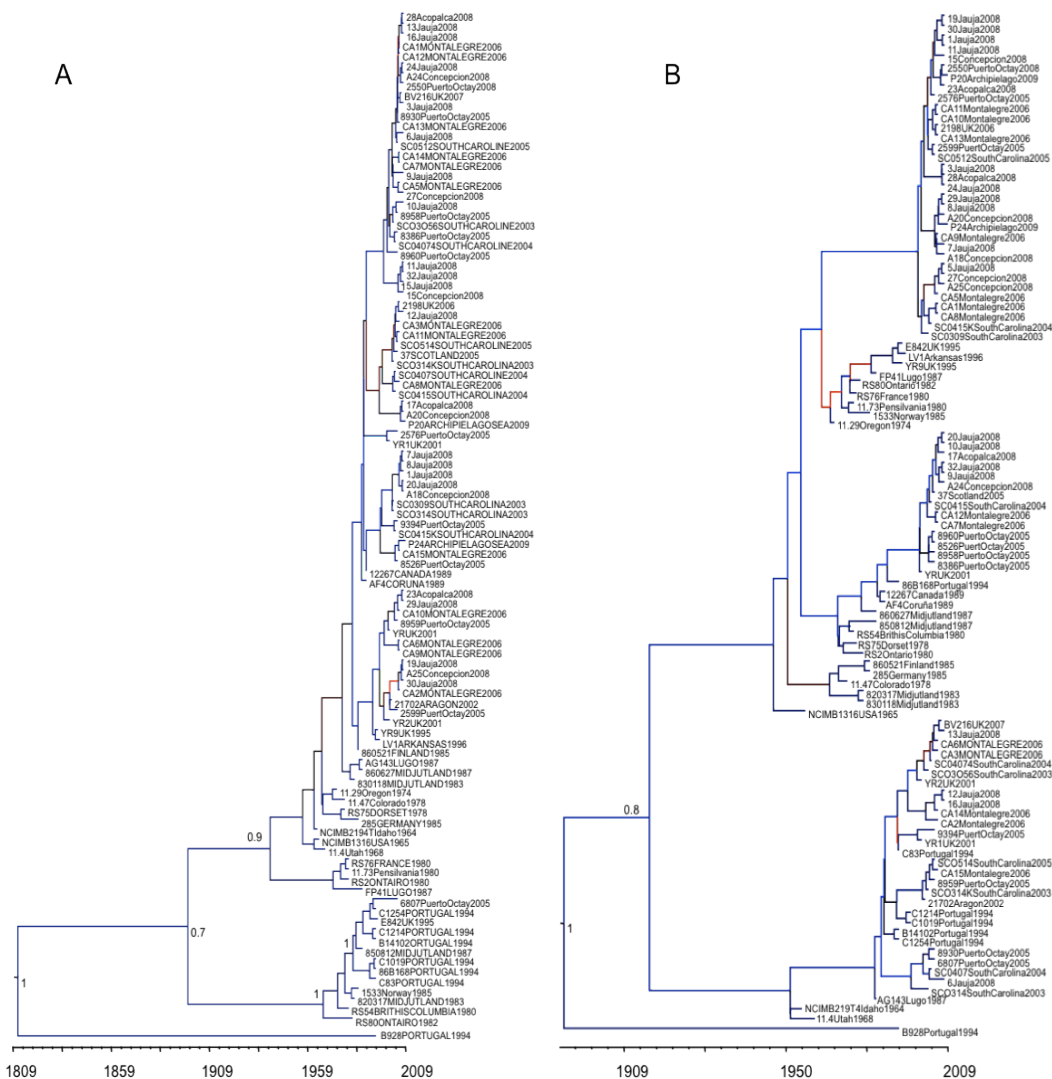 A
28Acopalca2008
13Jauja2008
16Jauja2008
CA1MONTALEGRE2006
CA12MONTALEGRE2006
24Jauja2008
A24Concepcion2008
2550PuertoOctay2008
BV216UK2007
3Jauja2008
8930PuertoOctay2005
CA13MONTALEGRE2006
6Jauja2008
SC0512SOUTHCAROLINE2005
CA14MONTALEGRE2006
CA7MONTALEGRE2006
9Jauja2008
CA5MONTALEGRE2006
27Concepcion2008
10Jauja2008
8958PuertoOctay2005
SCO3O56SOUTHCAROLINE2003
8386PuertoOctay2005
SC04074SOUTHCAROLINE2004
8960PuertoOctay2005
11Jauja2008
32Jauja2008
15Jauja2008
15Concepcion2008
2198UK2006
12Jauja2008
CA3MONTALEGRE2006
CA11MONTALEGRE2006
SCO514SOUTHCAROLINE2005
37SCOTLAND2005
SCO314KSOUTHCAROLINA2003
SC0407SOUTHCAROLINE2004
CA8MONTALEGRE2006
SC0415SOUTHCAROLINA2004
17Acopalca2008
A20Concepcion2008
P20ARCHIPIELAGOSEA2009
2576PuertoOctay2005
YR1UK2001
7Jauja2008
8Jauja2008
1Jauja2008
20Jauja2008
A18Concepcion2008
SC0309SOUTHCAROLINA2003
SCO314SOUTHCAROLINA2003
9394PuertOctay2005
SC0415KSOUTHCAROLINA2004
P24ARCHIPIELAGOSEA2009
CA15MONTALEGRE2006
8526PuertOctay2005
12267CANADA1989
AF4CORUNA1989
23Acopalca2008
29Jauja2008
CA10MONTALEGRE2006
8959PuertoOctay2005
YRUK2001
CA6MONTALEGRE2006
CA9MONTALEGRE2006
19Jauja2008
A25Concepcion2008
30Jauja2008
CA2MONTALEGRE2006
21702ARAGON2002
2599PuertOctay2005
YR2UK2001
YR9UK1995
LV1ARKANSAS1996
860521FINLAND1985
AG143LUGO1987
860627MIDJUTLAND1987
830118MIDJUTLAND1983
11.29Oregon1974
11.47Colorado1978
RS75DORSET1978
285GERMANY1985
NCIMB2194TIdaho1964
NCIMB1316USA1965
11.4Utah1968
RS76FRANCE1980
11.73Pensilvania1980
RS2ONTAIRO1980
FP41LUGO1987
6807PuertoOctay2005
C1254PORTUGAL1994
E842UK1995
C1214PORTUGAL1994
B14102ORTUGAL1994
850812MIDJUTLAND1987
C1019PORTUGAL1994
86B168PORTUGAL1994
C83PORTUGAL1994
1533Norway1985
820317MIDJUTLAND1983
RS54BRITHISCOLUMBIA1980
RS80ONTAIRO1982
B928PORTUGAL1994
0.9
0.7
1
1
1
1809 1859 1909 1959 2009
B
19Jauja2008
30Jauja2008
1Jauja2008
11Jauja2008
15Concepcion2008
2550PuertoOctay2008
P20Archipielago2009
23Acopalca2008
2576PuertoOctay2005
CA11Montalegre2006
CA10Montalegre2006
2198UK2006
CA13Montalegre2006
2599PuertOctay2005
SC0512SouthCarolina2005
3Jauja2008
28Acopalca2008
24Jauja2008
29Jauja2008
8Jauja2008
A20Concepcion2008
P24Archipielago2009
CA9Montalegre2006
7Jauja2008
A18Concepcion2008
5Jauja2008
27Concepcion2008
A25Concepcion2008
CA5Montalegre2006
CA1Montalegre2006
CA8Montalegre2006
SC0415KSouthCarolina2004
SC0309SouthCarolina2003
E842UK1995
LV1Arkansas1996
YR9UK1995
FP41Lugo1987
RS80Ontario1982
RS76France1980
11.73Pensilvania1980
1533Norway1985
11.29Oregon1974
20Jauja2008
10Jauja2008
17Acopalca2008
32Jauja2008
9Jauja2008
A24Concepcion2008
37Scotland2005
SC0415SouthCarolina2004
CA12Montalegre2006
CA7Montalegre2006
8960PuertoOctay2005
8526PuertOctay2005
8958PuertoOctay2005
8386PuertOctay2005
YRUK2001
86B168Portugal1994
12267Canada1989
AF4Coruña1989
860627Midjutland1987
850812Midjutland1987
RS54BrithisColumbia1980
RS75Dorset1978
RS2Ontario1980
860521Finland1985
285Germany1985
11.47Colorado1978
820317Midjutland1983
830118Midjutland1983
NCIMB1316USA1965
BV216UK2007
13Jauja2008
CA6MONTALEGRE2006
CA3MONTALEGRE2006
SC04074SouthCarolina2004
SCO3O56SouthCarolina2003
YR2UK2001
12Jauja2008
16Jauja2008
CA14Montalegre2006
CA2Montalegre2006
9394PuertOctay2005
YR1UK2001
C83Portugal1994
SCO514SouthCarolina2005
CA15Montalegre2006
8959PuertoOctay2005
SCO314KSouthCarolina2003
21702Aragon2002
C1214Portugal1994
C1019Portugal1994
B14102Portugal1994
C1254Portugal1994
8930PuertoOctay2005
6807PuertoOctay2005
SC0407SouthCarolina2004
6Jauja2008
SCO314SouthCarolina2003
AG143Lugo1987
NCIMB219T4Idaho1964
11.4Utah1968
B928Portugal1994
0.8
1
1909 1950 2009